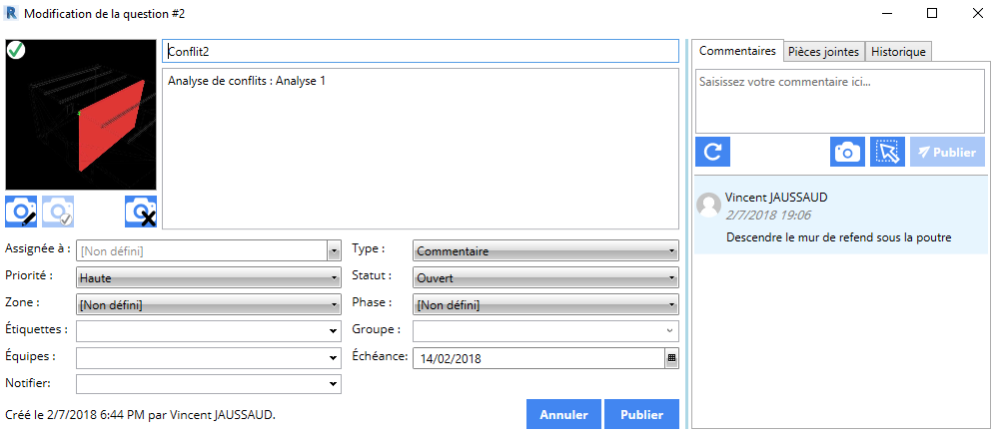 Modification de la question #2
Conflit2
Analyse de conflits : Analyse 1
Assignée à : [Non défini]
Type : Commentaire
Priorité : Haute
Statut : Ouvert
Zone : [Non défini]
Phase : [Non défini]
Étiquettes :
Groupe :
Équipes :
Échéance: 14/02/2018
Notifier:
Créé le 2/7/2018 6:44 PM par Vincent JAUSSAUD.
Annuler Publier
Commentaires Pièces jointes Historique
Saisissez votre commentaire ici...
Publier
Vincent JAUSSAUD
2/7/2018 19:06
Descendre le mur de refend sous la poutre